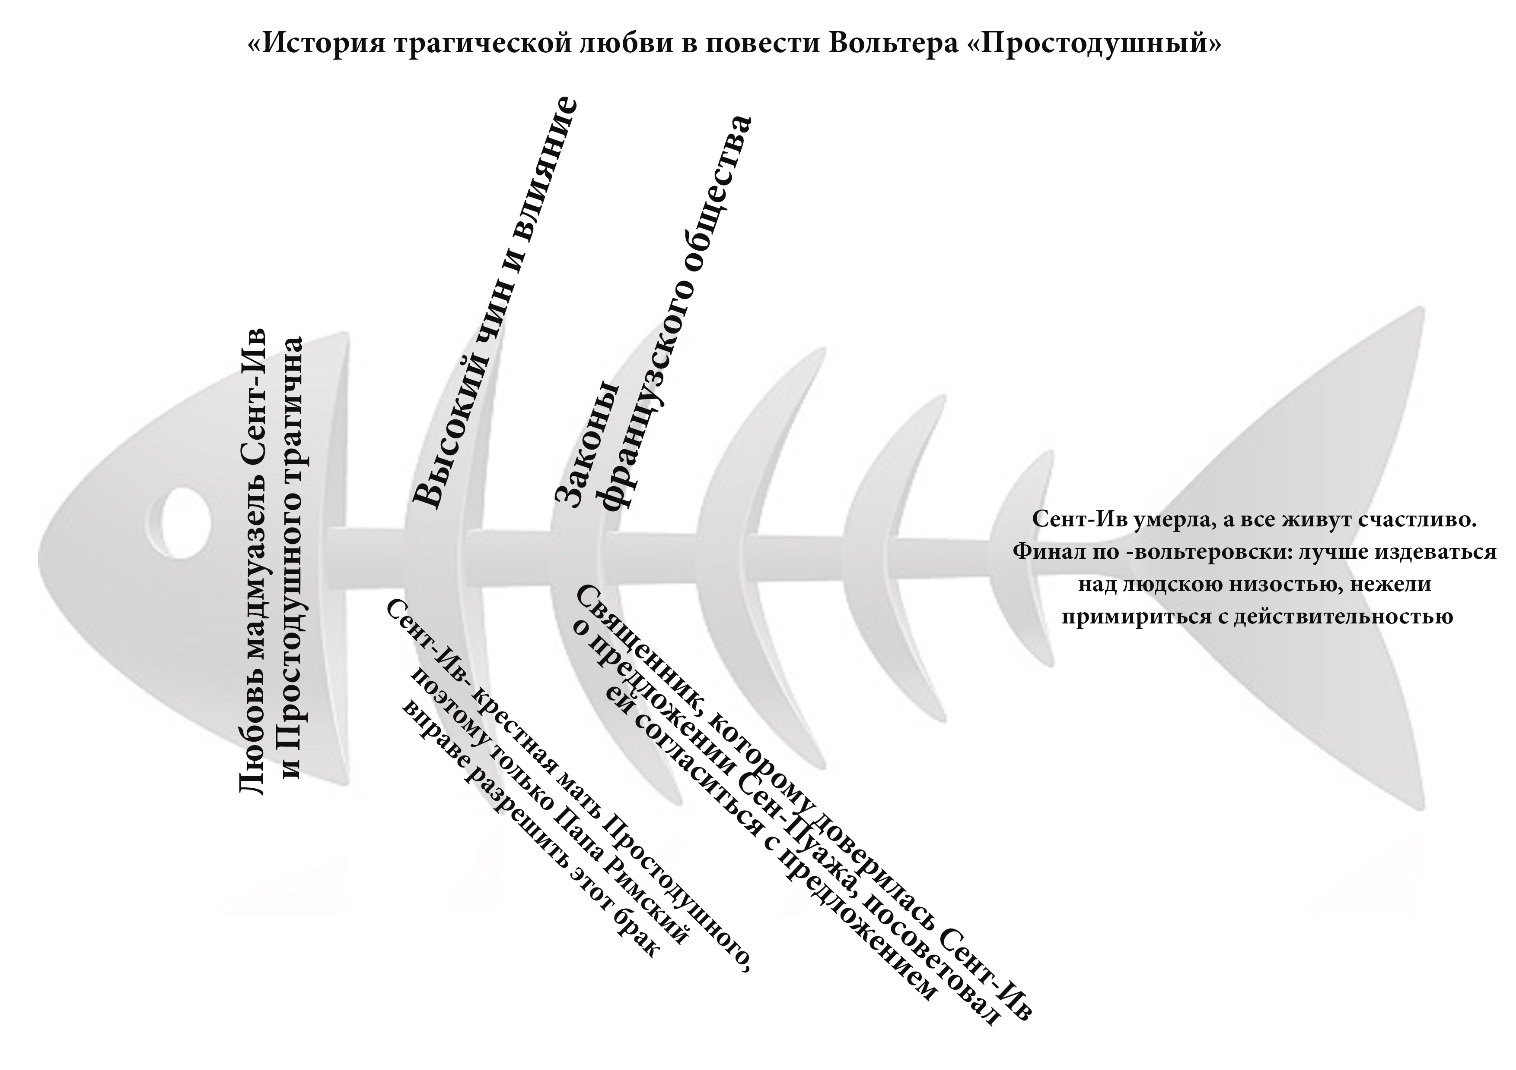 «История трагической любви в повести Вольтера «Простодушный»
Любовь мадмуазель Сент-Ив
и Простодушного трагична
Высокий чин и влияние
Законы
французского общества
Сент-Ив- крестная мать Простодушного,
поэтому только Папа Римский
вправе разрешить этот брак
Священник, которому доверилась Сент-Ив
о предложении Сен-Пуажа, посоветовал
ей согласиться с предложением
Сент-Ив умерла, а все живут счастливо.
Финал по -вольтеровски: лучше издеваться
над людскою низостью, нежели
примириться с действительностью